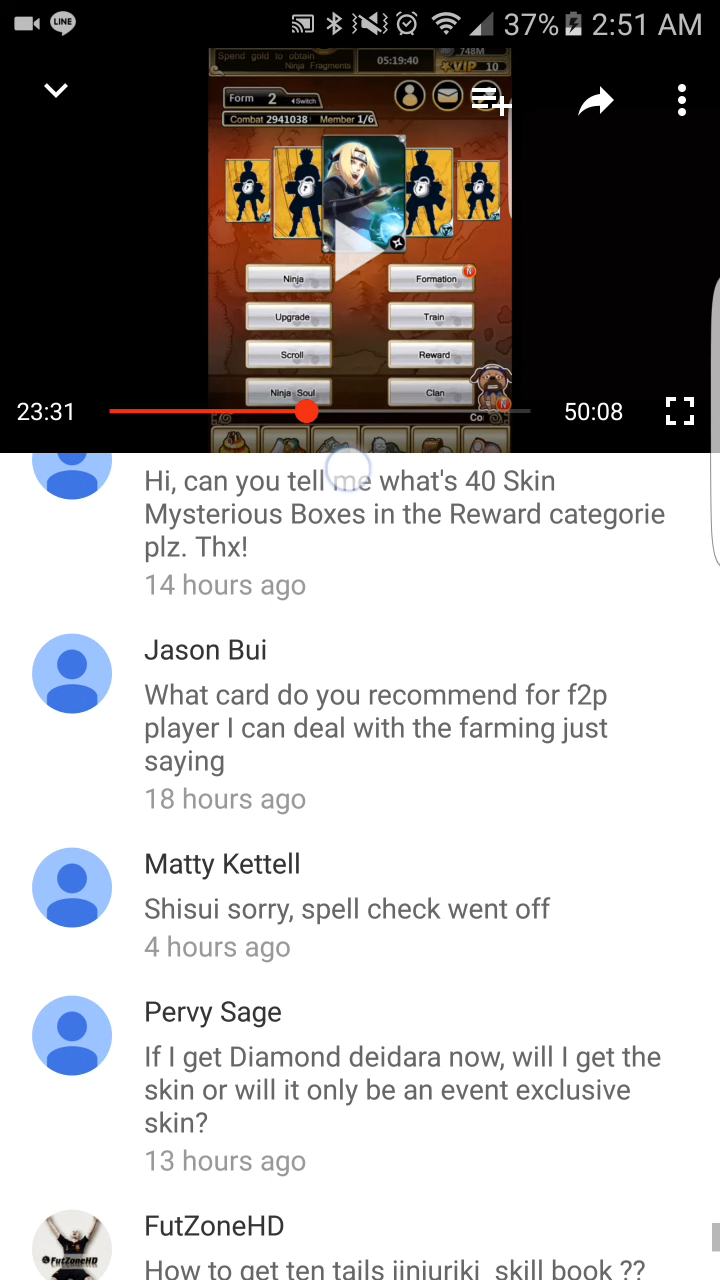 LINE
37% 2:51 AM
Spend gold to obtain
Ninja Fragments
05:19:40
748M
VIP 10
Form 2 Switch
Combat 2941038 Member 1/6
Ninja
Formation
N
Upgrade
Train
Scroll
Reward
Ninja Soul
Clan
N
Co
23:31
50:08
Hi, can you tell me what's 40 Skin
Mysterious Boxes in the Reward categorie
plz. Thx!
14 hours ago
Jason Bui
What card do you recommend for f2p
player I can deal with the farming just
saying
18 hours ago
Matty Kettell
Shisui sorry, spell check went off
4 hours ago
Pervy Sage
If I get Diamond deidara now, will I get the
skin or will it only be an event exclusive
skin?
13 hours ago
FutZoneHD
FutZoneHD
How to get ten tails jinjuriki skill book ??